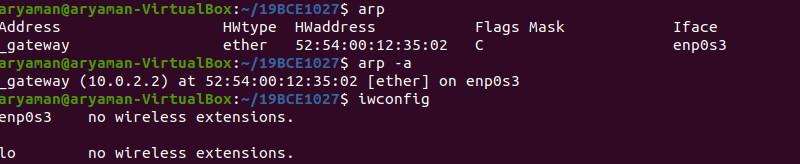 aryaman@aryaman-VirtualBox:~/19BCE1027$ arp
Address                  HWtype  HWaddress           Flags Mask            Iface
_gateway                 ether   52:54:00:12:35:02   C                     enp0s3
aryaman@aryaman-VirtualBox:~/19BCE1027$ arp -a
_gateway (10.0.2.2) at 52:54:00:12:35:02 [ether] on enp0s3
aryaman@aryaman-VirtualBox:~/19BCE1027$ iwconfig
enp0s3    no wireless extensions.
lo        no wireless extensions.